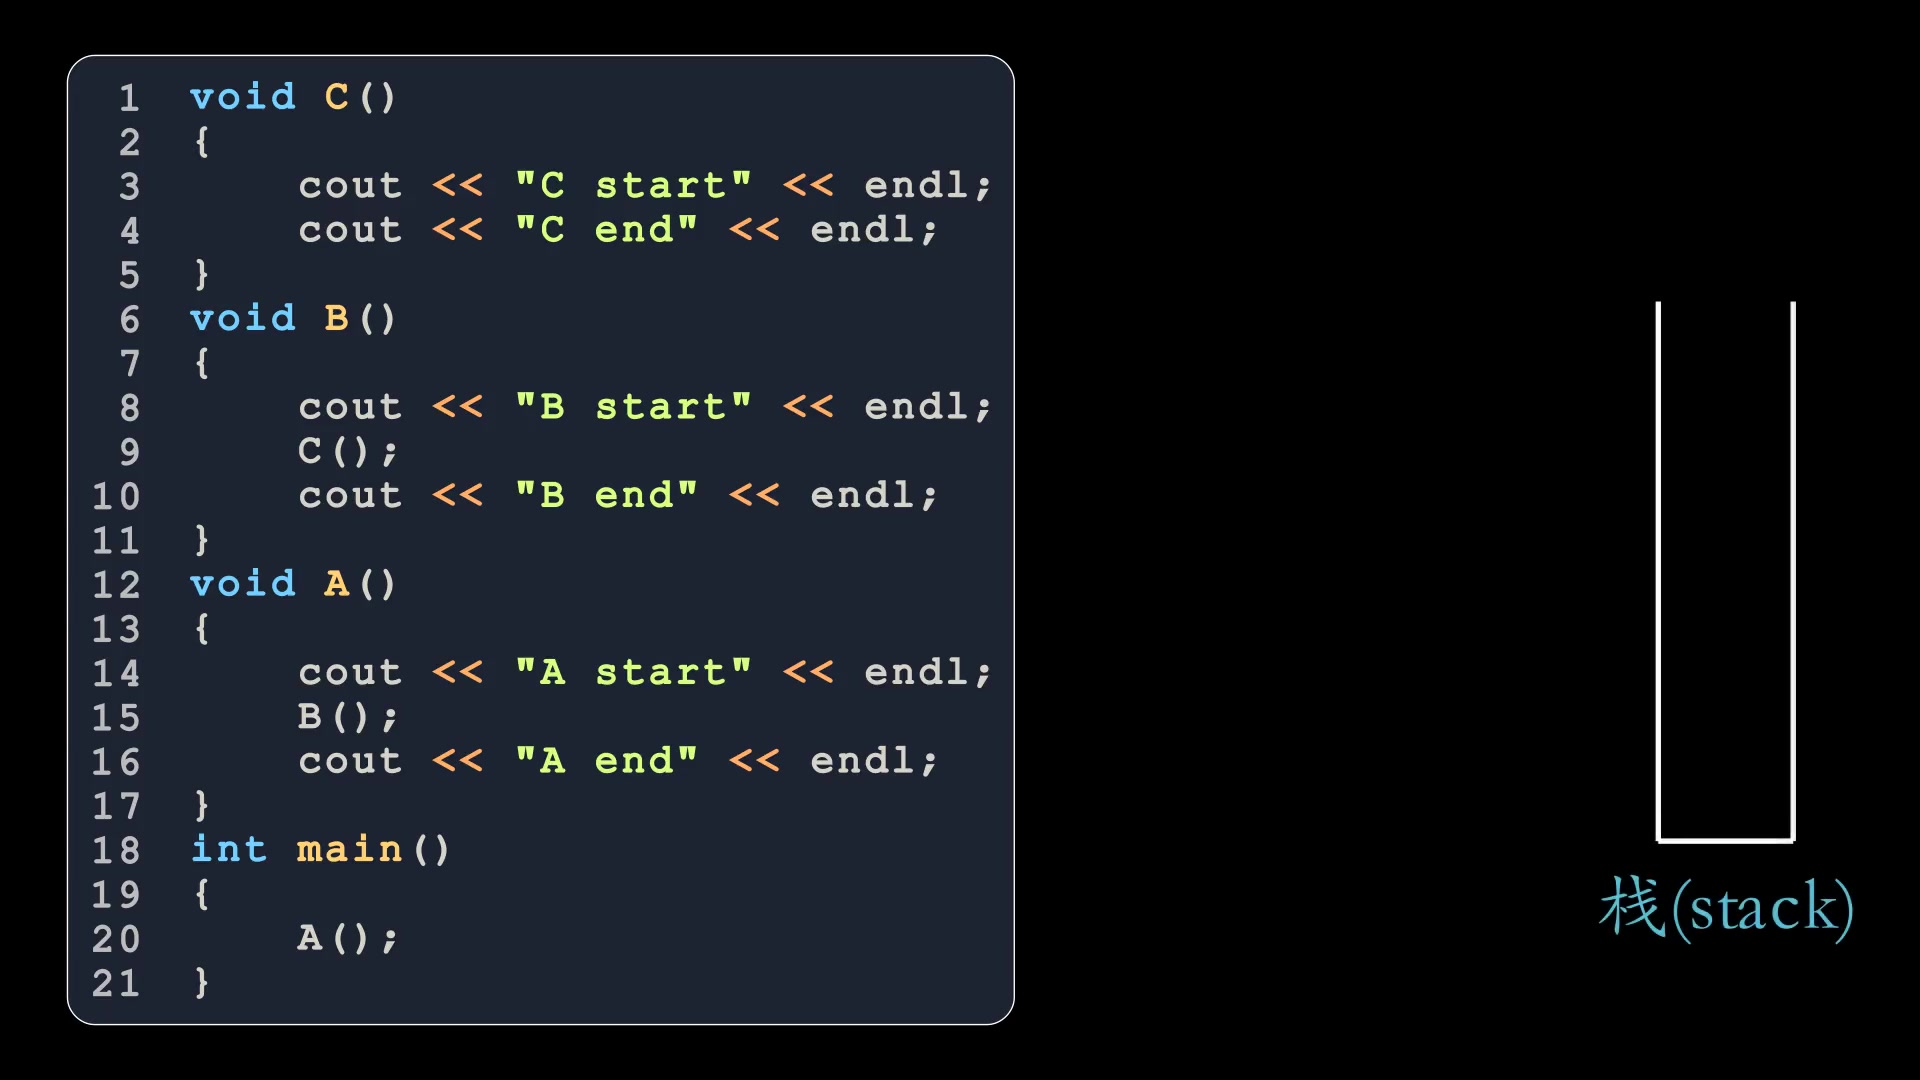 1 void C()
2 {
3     cout << "C start" << endl;
4     cout << "C end" << endl;
5 }
6 void B()
7 {
8     cout << "B start" << endl;
9     C();
10     cout << "B end" << endl;
11 }
12 void A()
13 {
14     cout << "A start" << endl;
15     B();
16     cout << "A end" << endl;
17 }
18 int main()
19 {
20     A();
21 }
栈(stack)